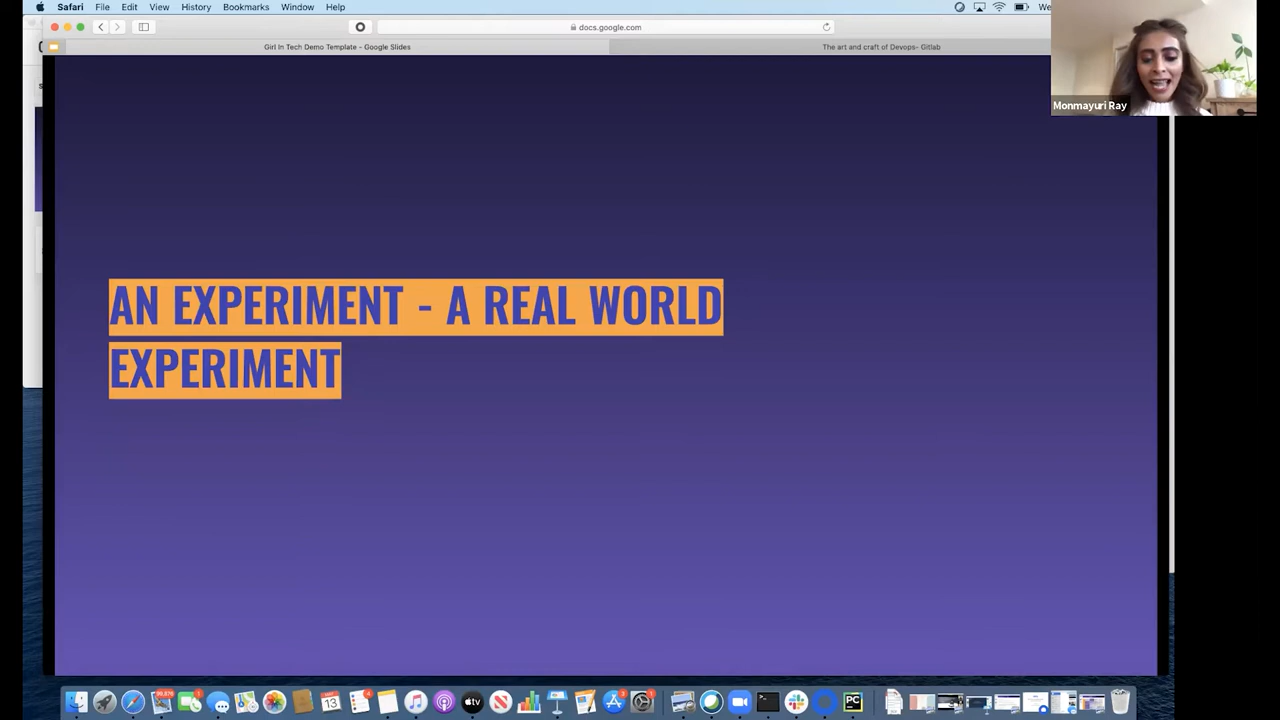 Safari File Edit View History Bookmarks Window Help
docs.google.com
Girl In Tech Demo Template - Google Slides
The art and craft of Devops- Gitlab
Monmayuri Ray
AN EXPERIMENT - A REAL WORLD
EXPERIMENT